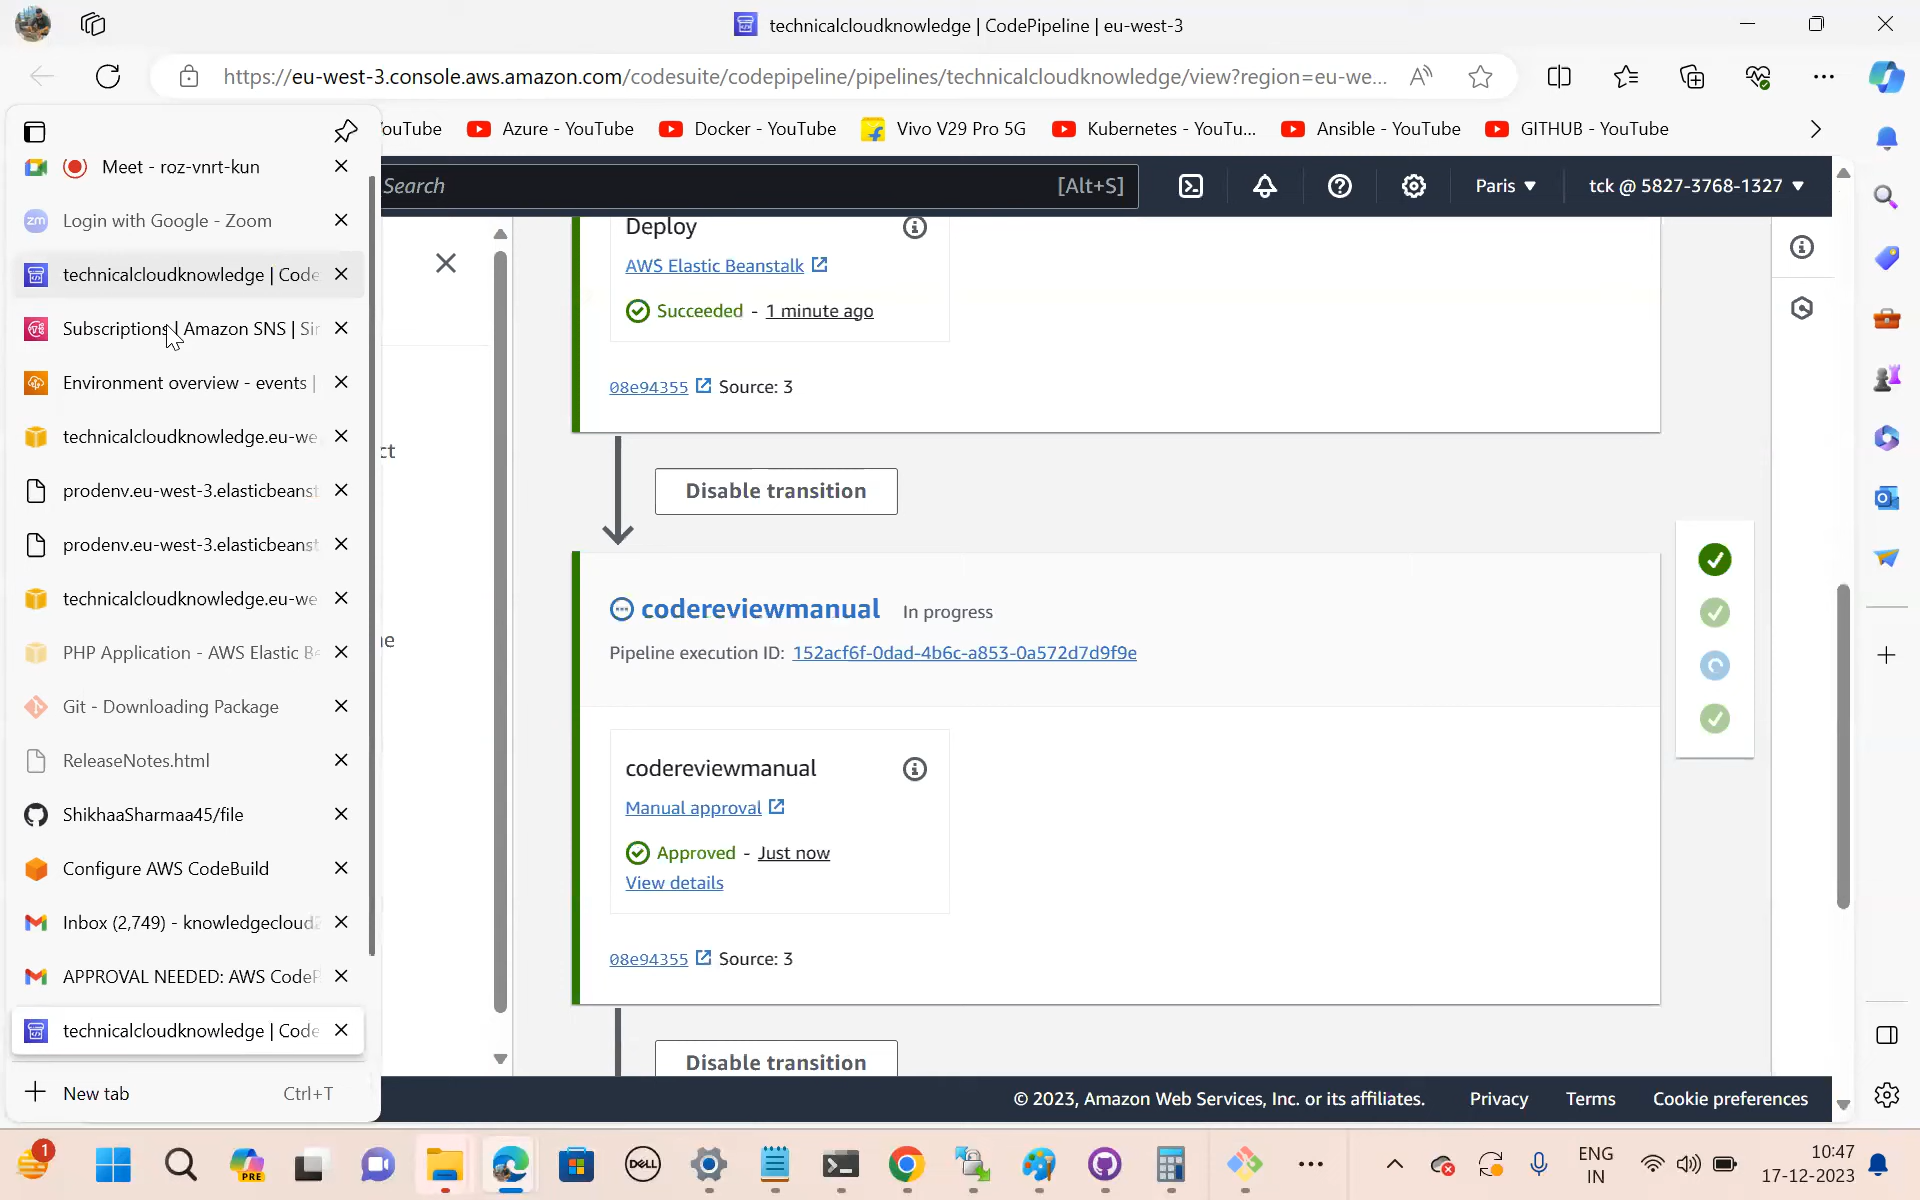 technicalcloudknowledge | CodePipeline | eu-west-3
https://eu-west-3.console.aws.amazon.com/codesuite/codepipeline/pipelines/technicalcloudknowledge/view?region=eu-we...
ouTube
Azure - YouTube
Docker - YouTube
Vivo V29 Pro 5G
Kubernetes - YouTu...
Ansible - YouTube
GITHUB - YouTube
Meet - roz-vnrt-kun
Login with Google - Zoom
technicalcloudknowledge | Code
Subscriptions | Amazon SNS | Sir
Environment overview - events |
technicalcloudknowledge.eu-we
prodenv.eu-west-3.elasticbeanst
prodenv.eu-west-3.elasticbeanst
technicalcloudknowledge.eu-we
PHP Application - AWS Elastic Be
Git - Downloading Package
ReleaseNotes.html
ShikhaaSharmaa45/file
Configure AWS CodeBuild
Inbox (2,749) - knowledgecloud2
APPROVAL NEEDED: AWS CodeP
technicalcloudknowledge | Code
New tab
Ctrl+T
Search
[Alt+S]
Paris
tck @ 5827-3768-1327
ct
Deploy
AWS Elastic Beanstalk
Succeeded - 1 minute ago
08e94355 Source: 3
Disable transition
codereviewmanual In progress
Pipeline execution ID: 152acf6f-0dad-4b6c-a853-0a572d7d9f9e
codereviewmanual
Manual approval
Approved - Just now
View details
08e94355 Source: 3
Disable transition
© 2023, Amazon Web Services, Inc. or its affiliates.
Privacy
Terms
Cookie preferences
1
PRE
DELL
ENG
IN
10:47
17-12-2023